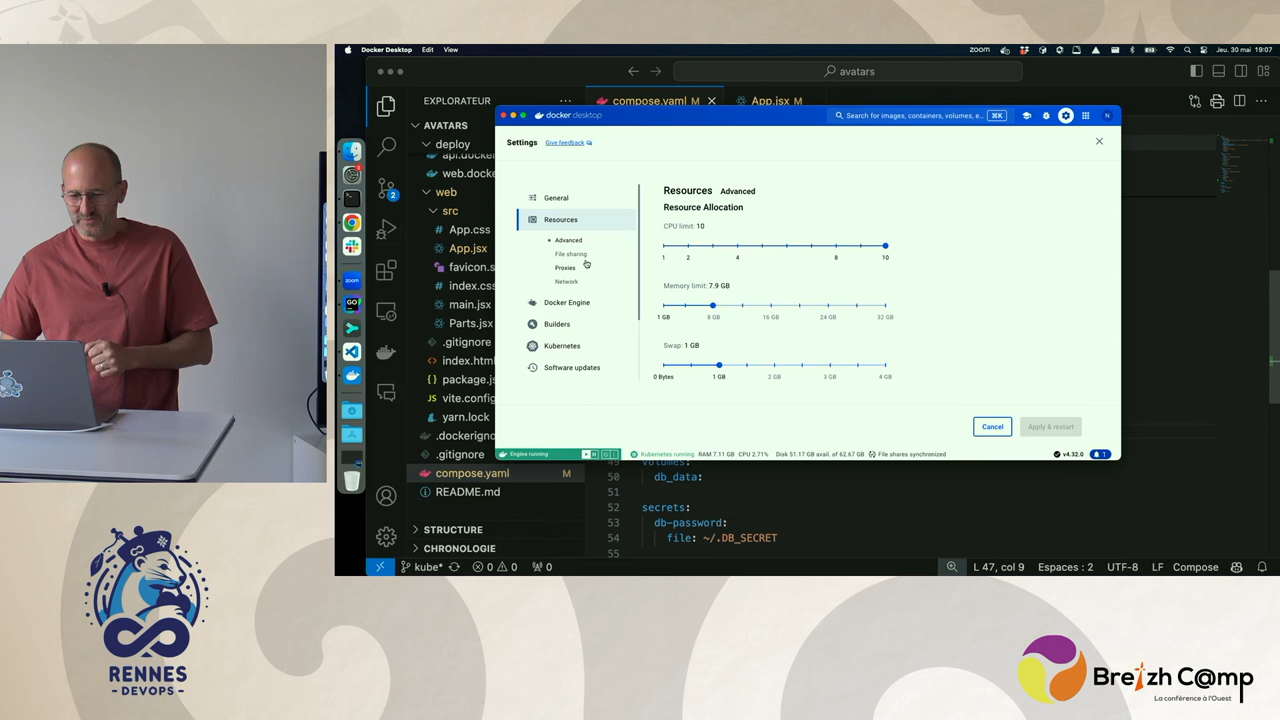 Docker Desktop Edit View
zoom Jeu. 30 mai 19:07
avatars
EXPLORATEUR
compose.yaml M
App.jsx M
AVATARS
deploy
api.docker
web.docke
web
src
App.css
App.jsx
favicon.s
index.css
main.jsx
Parts.jsx
.gitignore
index.html
package.js
vite.config
yarn.lock
.dockerigno
.gitignore
compose.yaml M
README.md
STRUCTURE
CHRONOLOGIE
2
docker desktop
Search for images, containers, volumes, e.. ⌘K
N
Settings Give feedback
General
Resources
Advanced
File sharing
Proxies
Network
Docker Engine
Builders
Kubernetes
Software updates
Resources Advanced
Resource Allocation
CPU limit: 10
1 2 4 8 10
Memory limit: 7.9 GB
1 GB 8 GB 16 GB 24 GB 32 GB
Swap: 1 GB
0 Bytes 1 GB 2 GB 3 GB 4 GB
Cancel Apply & restart
Engine running
Kubernetes running RAM 7.11 GB CPU 2.71% Disk 51.17 GB avail. of 62.67 GB File shares synchronized
v4.32.0 1
49 volumes:
50 db_data:
51
52 secrets:
53 db-password:
54 file: ~/.DB_SECRET
55
kube* 0 0 0
L 47, col 9 Espaces : 2 UTF-8 LF Compose
RENNES
-DEVOPS-
Breizh C@mp
La conférence à l'Ouest